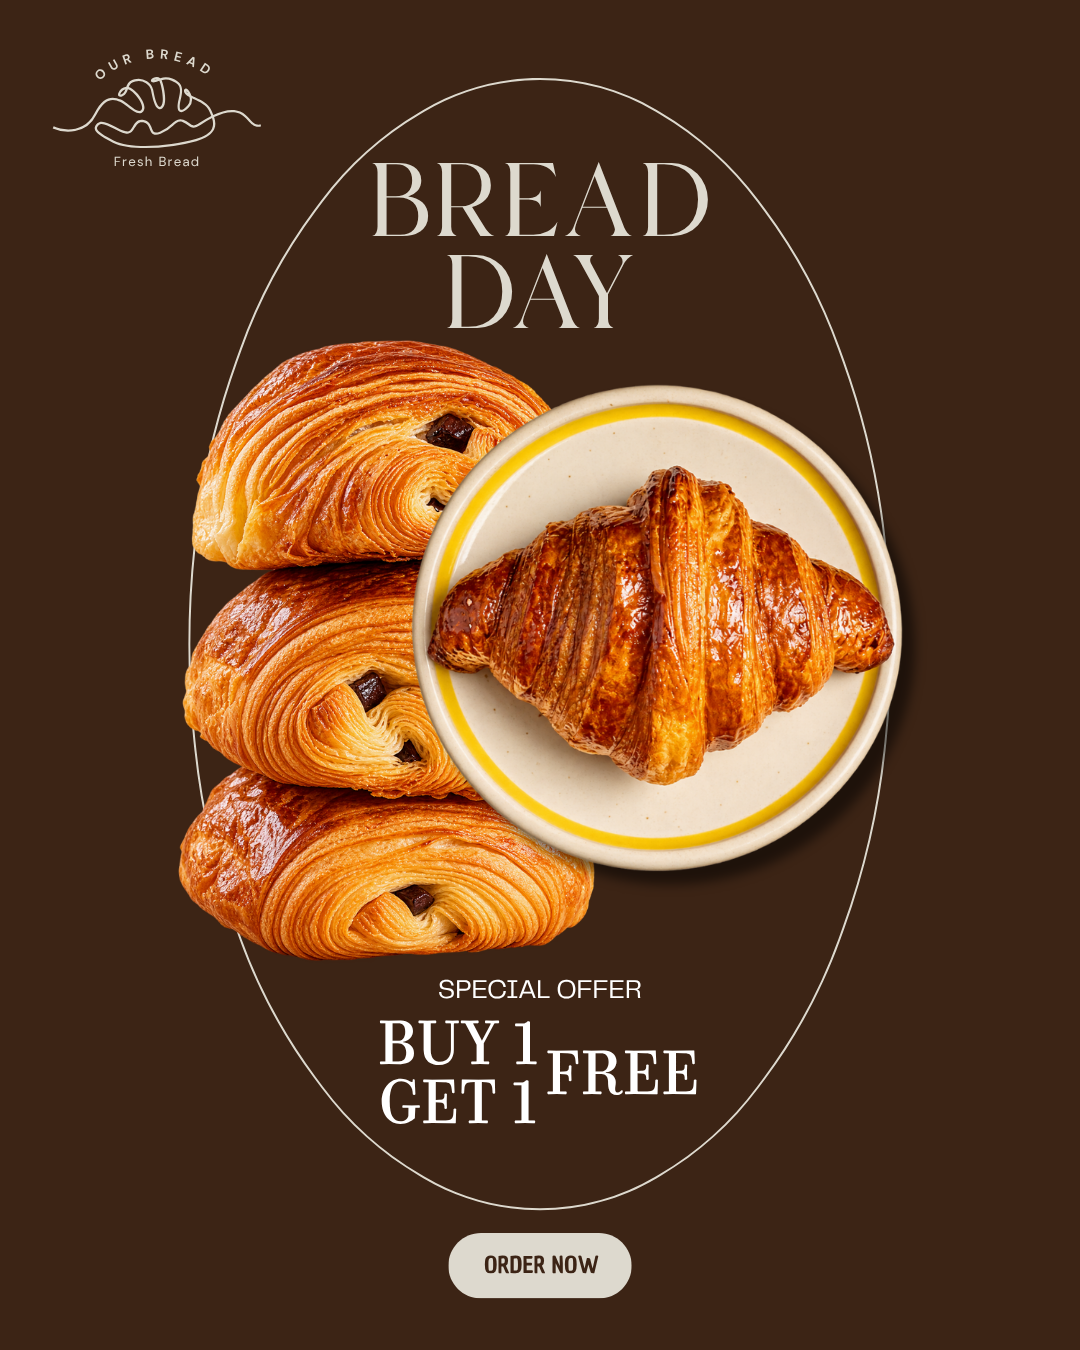 OUR BREAD
Fresh Bread
BREAD
DAY
SPECIAL OFFER
BUY 1
GET 1
FREE
ORDER NOW